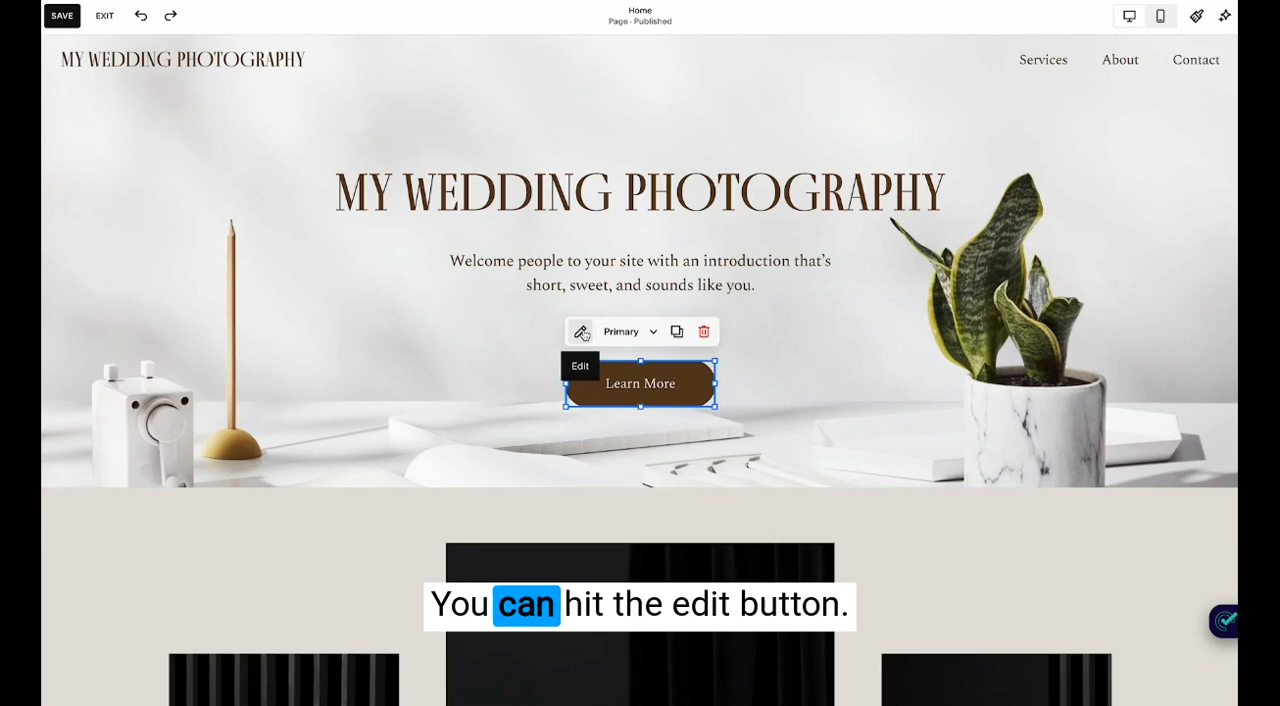 SAVE EXIT
Home
Page · Published
MY WEDDING PHOTOGRAPHY
Services About Contact
MY WEDDING PHOTOGRAPHY
Welcome people to your site with an introduction that's
short, sweet, and sounds like you.
Primary
Edit
Learn More
You can hit the edit button.